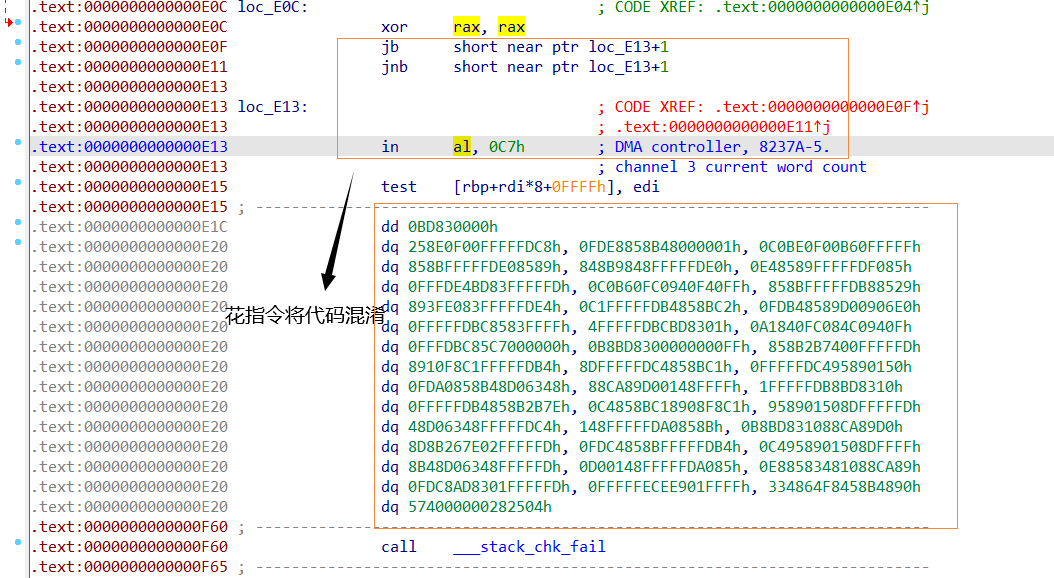 .text:0000000000000E0C loc_E0C: ; CODE XREF: .text:0000000000000E04↑j
.text:0000000000000E0C xor rax, rax
.text:0000000000000E0F jb short near ptr loc_E13+1
.text:0000000000000E11 jnb short near ptr loc_E13+1
.text:0000000000000E13
.text:0000000000000E13 loc_E13: ; CODE XREF: .text:0000000000000E0F↑j
.text:0000000000000E13 ; .text:0000000000000E11↑j
.text:0000000000000E13 in al, 0C7h ; DMA controller, 8237A-5.
.text:0000000000000E13 ; channel 3 current word count
.text:0000000000000E15 test [rbp+rdi*8+0FFFFh], edi
.text:0000000000000E15 ; ---------------------------------------------------------------------------
.text:0000000000000E1C dd 0BD830000h
.text:0000000000000E20 dq 258E0F00FFFFFDC8h, 0FDE8858B48000001h, 0C0BE0F00B60FFFFFh
.text:0000000000000E20 dq 858BFFFFFDE08589h, 848B9848FFFFFDE0h, 0E48589FFFFFDF085h
.text:0000000000000E20 dq 0FFFDE4BD83FFFFFDh, 0C0B60FC0940F40FFh, 858BFFFFFDB88529h
.text:0000000000000E20 dq 893FE083FFFFFDE4h, 0C1FFFFFDB4858BC2h, 0FDB48589D00906E0h
.text:0000000000000E20 dq 0FFFFFDBC8583FFFFh, 4FFFFFDBCBD8301h, 0A1840FC084C0940Fh
.text:0000000000000E20 dq 0FFFDBC85C7000000h, 0B8BD8300000000FFh, 858B2B7400FFFFFDh
.text:0000000000000E20 dq 8910F8C1FFFFFDB4h, 8DFFFFFDC4858BC1h, 0FFFFFDC495890150h
.text:0000000000000E20 dq 0FDA0858B48D06348h, 88CA89D00148FFFFh, 1FFFFFDB8BD8310h
.text:0000000000000E20 dq 0FFFFFDB4858B2B7Eh, 0C4858BC18908F8C1h, 958901508DFFFFFDh
.text:0000000000000E20 dq 48D06348FFFFFDC4h, 148FFFFFDA0858Bh, 0B8BD831088CA89D0h
.text:0000000000000E20 dq 8D8B267E02FFFFFDh, 0FDC4858BFFFFFDB4h, 0C4958901508DFFFFh
.text:0000000000000E20 dq 8B48D06348FFFFFDh, 0D00148FFFFFDA085h, 0E88583481088CA89h
.text:0000000000000E20 dq 0FDC8AD8301FFFFFDh, 0FFFFFECEE901FFFFh, 334864F8458B4890h
.text:0000000000000E20 dq 574000000282504h
.text:0000000000000F60 ; ---------------------------------------------------------------------------
.text:0000000000000F60 call ___stack_chk_fail
.text:0000000000000F65 ; ---------------------------------------------------------------------------
花指令将代码混淆